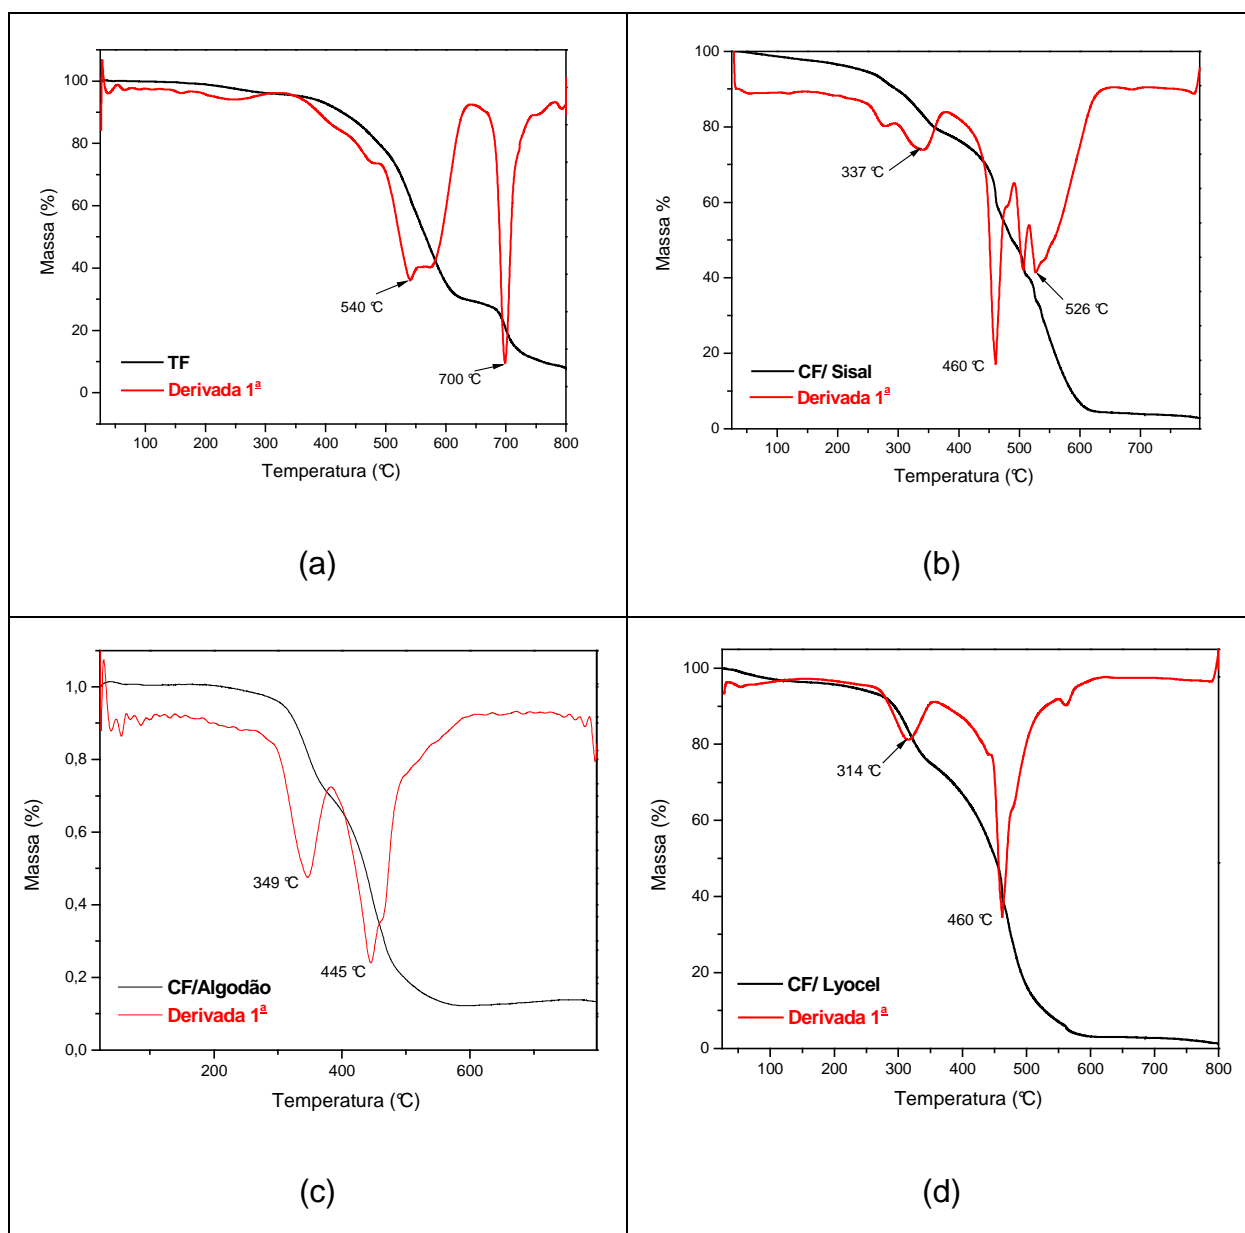 100
80
60
40
20
0
Massa (%)
540 °C
700 °C
TF
Derivada 1ª
100 200 300 400 500 600 700 800
Temperatura (°C)
(a)
100
80
60
40
20
0
Massa %
337 °C
460 °C
526 °C
CF/ Sisal
Derivada 1ª
100 200 300 400 500 600 700
Temperatura (°C)
(b)
1,0
0,8
0,6
0,4
0,2
0,0
Massa (%)
349 °C
445 °C
CF/Algodão
Derivada 1ª
200 400 600
Temperatura (°C)
(c)
100
80
60
40
20
0
Massa (%)
314 °C
460 °C
CF/ Lyocel
Derivada 1ª
100 200 300 400 500 600 700 800
Temperatura (°C)
(d)